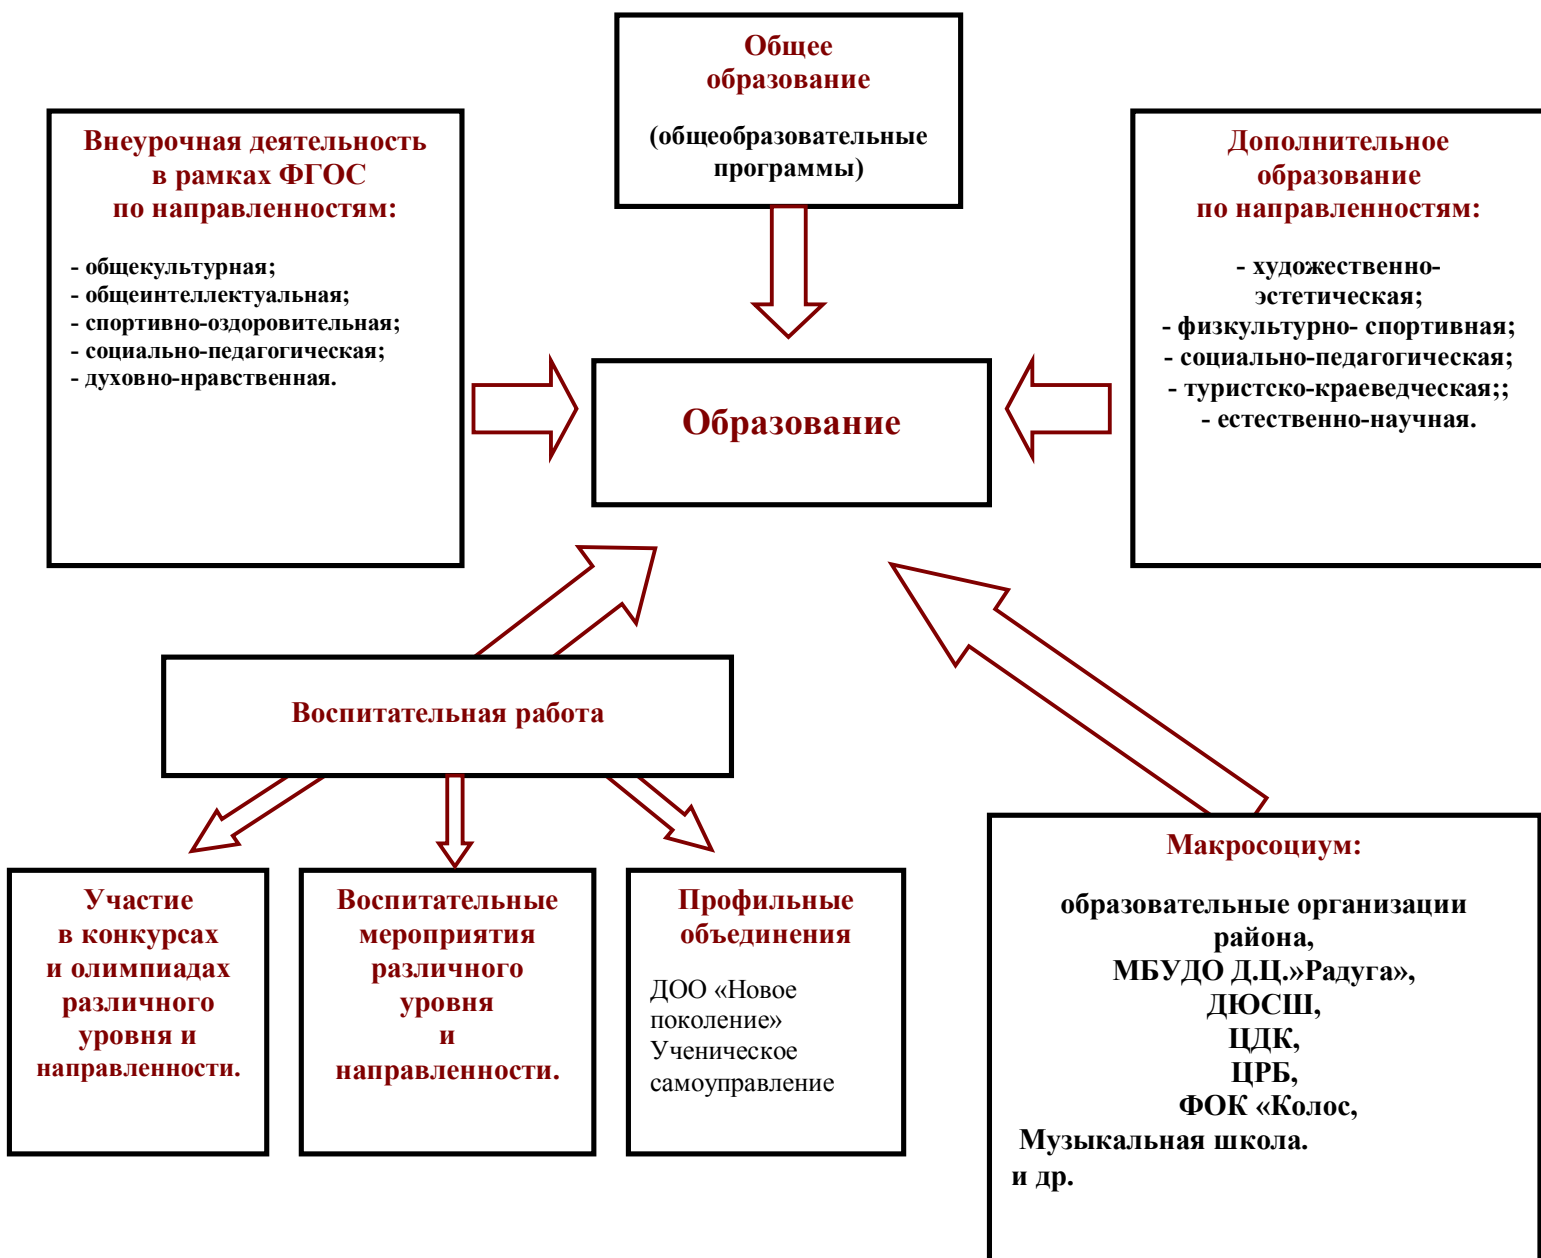 Общее
образование
(общеобразовательные
программы)
Внеурочная деятельность
в рамках ФГОС
по направленностям:
- общекультурная;
- общеинтеллектуальная;
- спортивно-оздоровительная;
- социально-педагогическая;
- духовно-нравственная.
Дополнительное
образование
по направленностям:
- художественно-
эстетическая;
- физкультурно- спортивная;
- социально-педагогическая;
- туристско-краеведческая;;
- естественно-научная.
Образование
Воспитательная работа
Участие
в конкурсах
и олимпиадах
различного
уровня и
направленности.
Воспитательные
мероприятия
различного
уровня
и
направленности.
Профильные
объединения
ДОО «Новое
поколение»
Ученическое
самоуправление
Макросоциум:
образовательные организации
района,
МБУДО Д.Ц.»Радуга»,
ДЮСШ,
ЦДК,
ЦРБ,
ФОК «Колос,
Музыкальная школа.
и др.